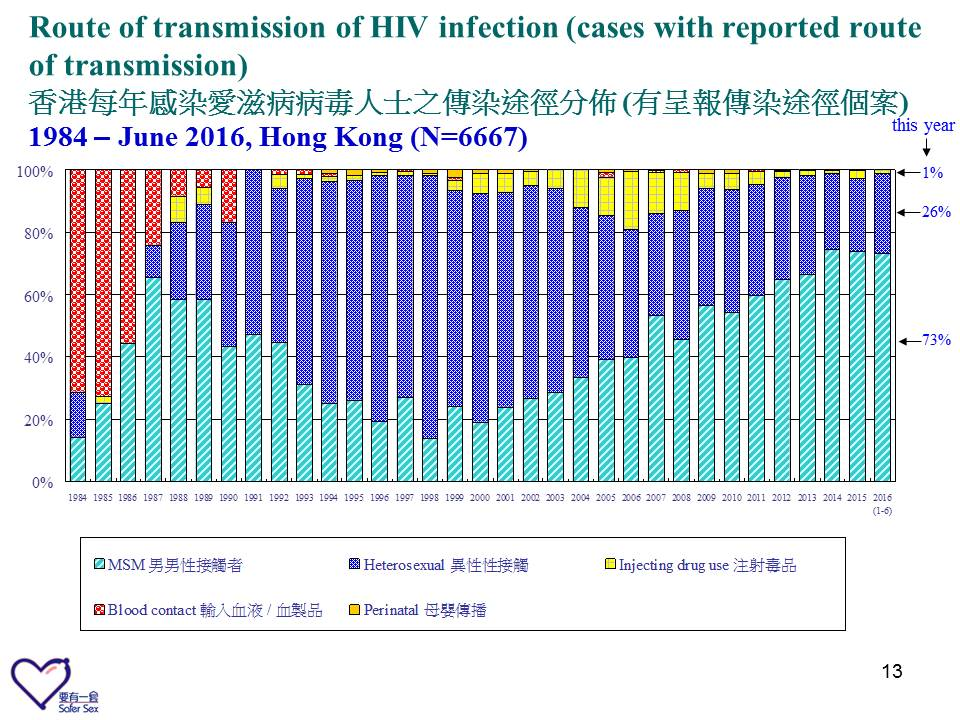 Route of transmission of HIV infection (cases with reported route
of transmission)
香港每年感染愛滋病病毒人士之傳染途徑分佈 (有呈報傳染途徑個案)
1984 – June 2016, Hong Kong (N=6667)
this year
100%
80%
60%
40%
20%
0%
1%
26%
73%
1984 1985 1986 1987 1988 1989 1990 1991 1992 1993 1994 1995 1996 1997 1998 1999 2000 2001 2002 2003 2004 2005 2006 2007 2008 2009 2010 2011 2012 2013 2014 2015 2016
(1-6)
MSM 男男性接觸者 Heterosexual 異性性接觸 Injecting drug use 注射毒品
Blood contact 輸入血液 / 血製品 Perinatal 母嬰傳播
要有一套
Safer Sex
13